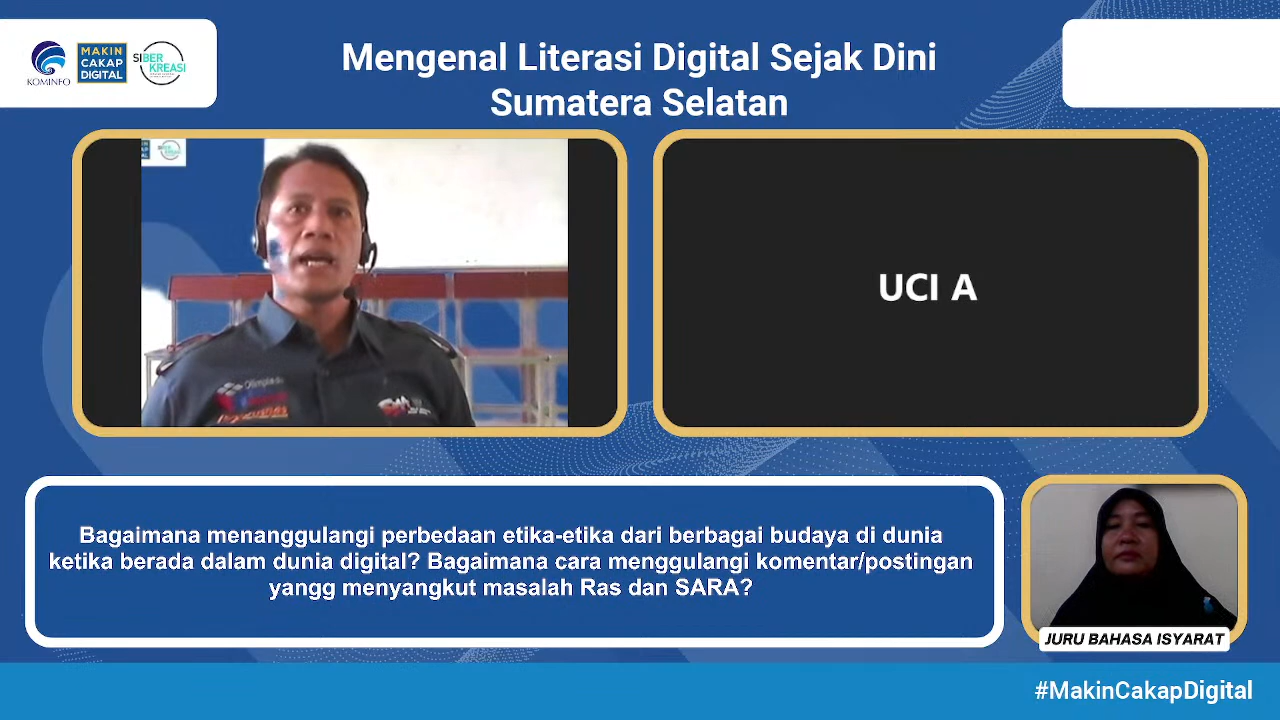 KOMINFO
MAKIN
CAKAP
DIGITAL
SIBER
KREASI
Mengenal Literasi Digital Sejak Dini
Sumatera Selatan
UCI A
Bagaimana menanggulangi perbedaan etika-etika dari berbagai budaya di dunia
ketika berada dalam dunia digital? Bagaimana cara menggulangi komentar/postingan
yangg menyangkut masalah Ras dan SARA?
JURU BAHASA ISYARAT
#MakinCakapDigital